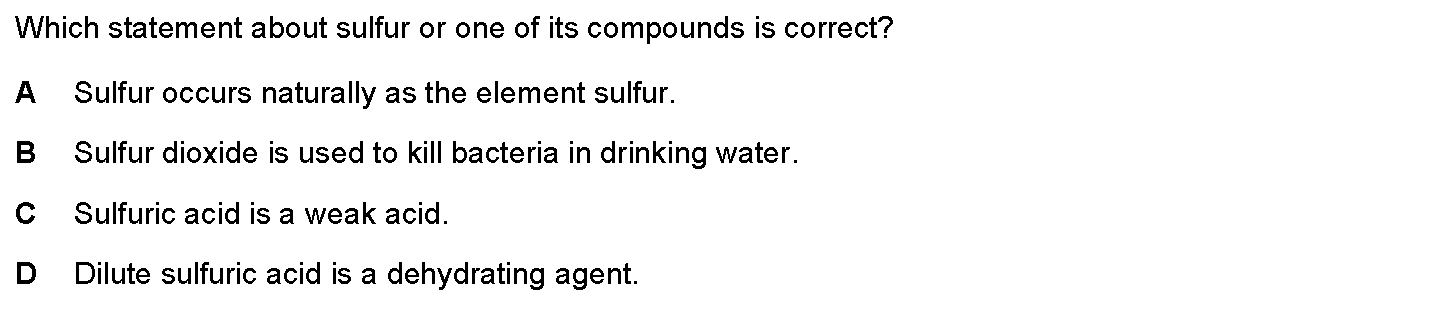 Which statement about sulfur or one of its compounds is correct?
A Sulfur occurs naturally as the element sulfur.
B Sulfur dioxide is used to kill bacteria in drinking water.
C Sulfuric acid is a weak acid.
D Dilute sulfuric acid is a dehydrating agent.